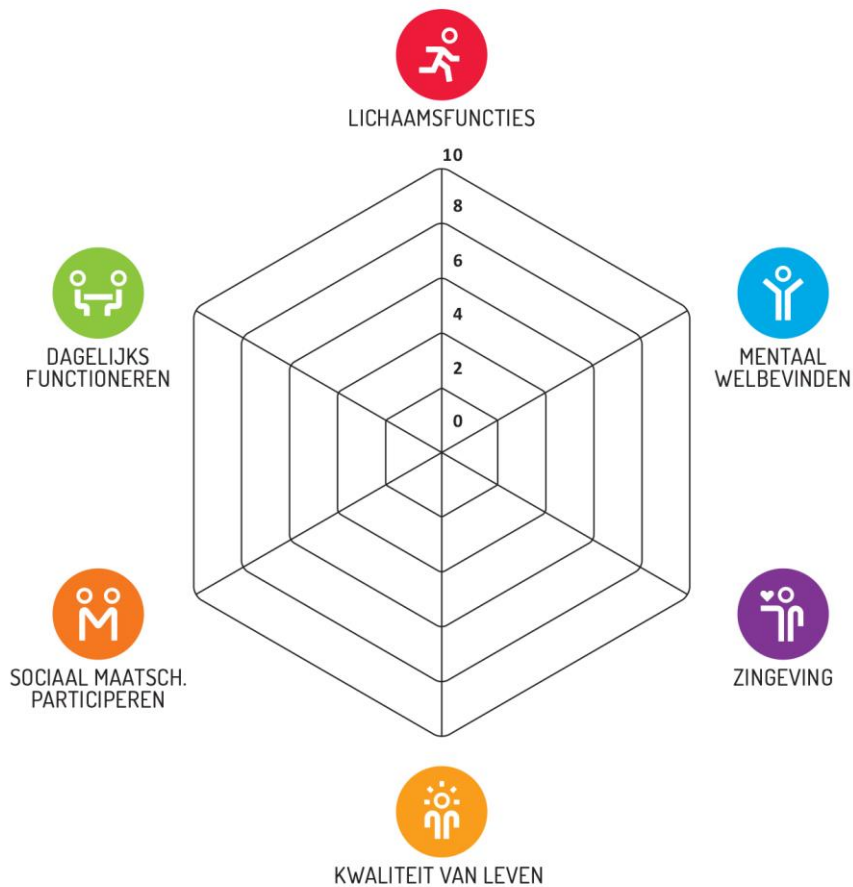 LICHAAMSFUNCTIES
10
8
6
4
2
0
DAGELIJKS
FUNCTIONEREN
MENTAAL
WELBEVINDEN
SOCIAAL MAATSCH.
PARTICIPEREN
ZINGEVING
KWALITEIT VAN LEVEN